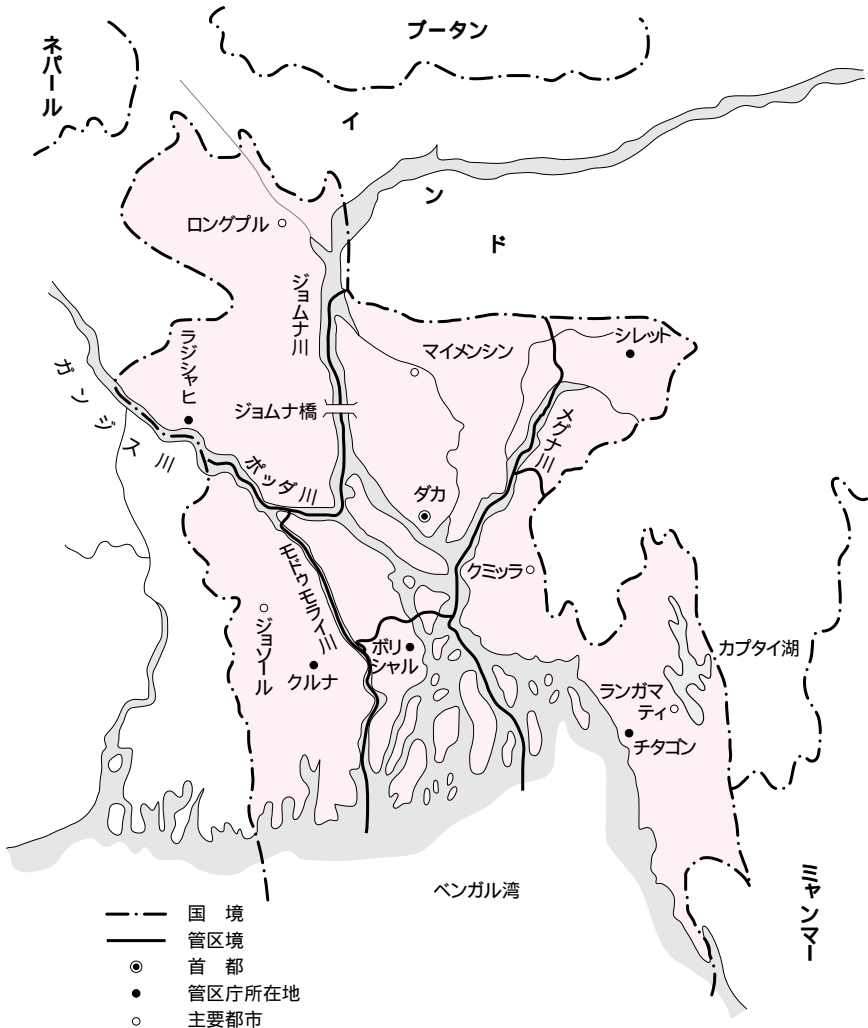 ブータン
ネパール
イ
ン
ド
ロングプル
ジョムナ川
ラジシャヒ
マイメンシン
シレット
ガンジス川
ジョムナ橋
メグナ川
ポッダ川
ダカ
モドゥモライ川
クミッラ
ジョソール
ボリ
シャル
カプタイ湖
クルナ
ランガマ
ティ
チタゴン
ミャンマー
ベンガル湾
国 境
管区境
首 都
管区庁所在地
主要都市